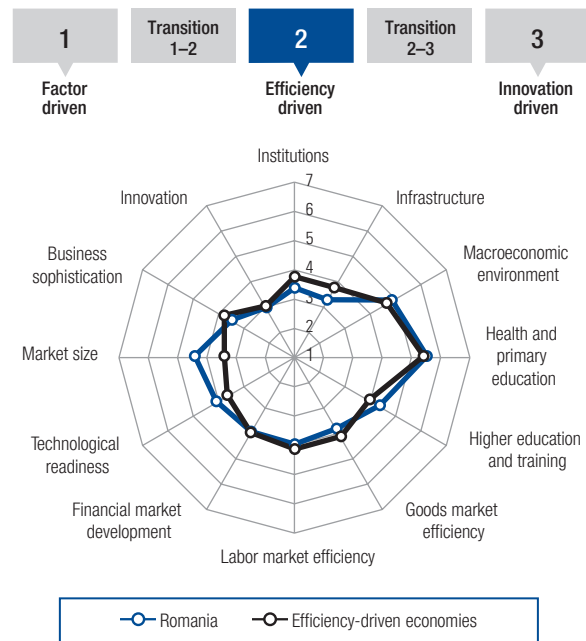 1
Transition
1–2
2
Transition
2–3
3
Factor
driven
Efficiency
driven
Innovation
driven
Institutions
7
Innovation
Infrastructure
6
5
Business
sophistication
Macroeconomic
environment
4
3
2
Market size
1
Health and
primary
education
Technological
readiness
Higher education
and training
Financial market
development
Goods market
efficiency
Labor market efficiency
Romania
Efficiency-driven economies